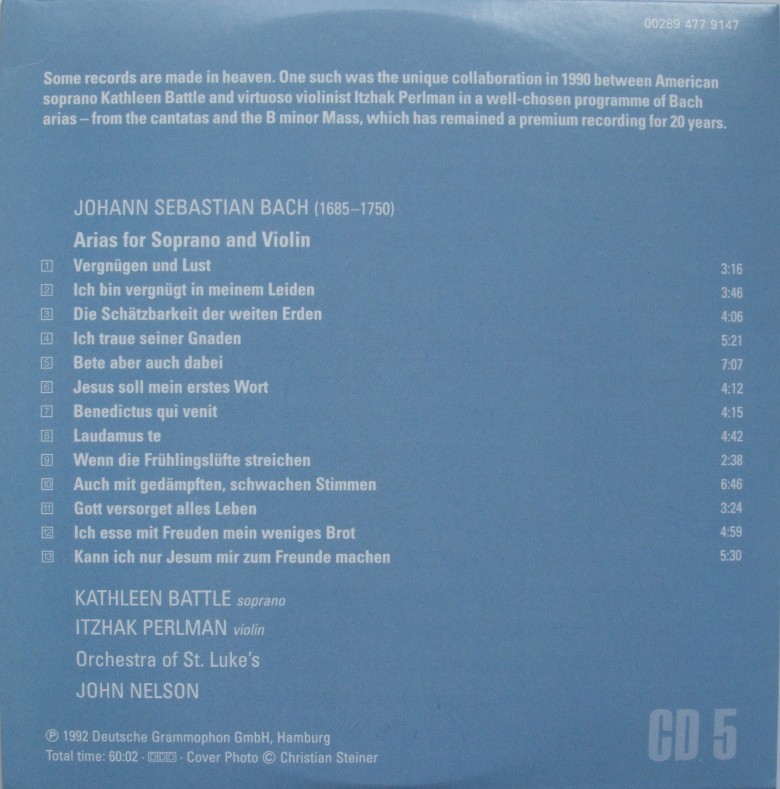 00289 477 9147
Some records are made in heaven. One such was the unique collaboration in 1990 between American
soprano Kathleen Battle and virtuoso violinist Itzhak Perlman in a well-chosen programme of Bach
arias – from the cantatas and the B minor Mass, which has remained a premium recording for 20 years.
JOHANN SEBASTIAN BACH (1685–1750)
Arias for Soprano and Violin
1 Vergnügen und Lust 3:16
2 Ich bin vergnügt in meinem Leiden 3:46
3 Die Schätzbarkeit der weiten Erden 4:06
4 Ich traue seiner Gnaden 5:21
5 Bete aber auch dabei 7:07
6 Jesus soll mein erstes Wort 4:12
7 Benedictus qui venit 4:15
8 Laudamus te 4:42
9 Wenn die Frühlingslüfte streichen 2:38
10 Auch mit gedämpften, schwachen Stimmen 6:46
11 Gott versorget alles Leben 3:24
12 Ich esse mit Freuden mein weniges Brot 4:59
13 Kann ich nur Jesum mir zum Freunde machen 5:30
KATHLEEN BATTLE soprano
ITZHAK PERLMAN violin
Orchestra of St. Luke's
JOHN NELSON
℗ 1992 Deutsche Grammophon GmbH, Hamburg
Total time: 60:02 · DDD · Cover Photo © Christian Steiner
CD 5